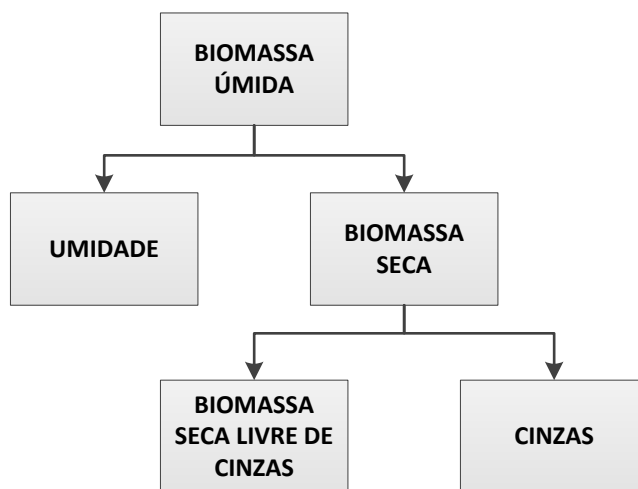 BIOMASSA
ÚMIDA
UMIDADE
BIOMASSA
SECA
BIOMASSA
SECA LIVRE DE
CINZAS
CINZAS